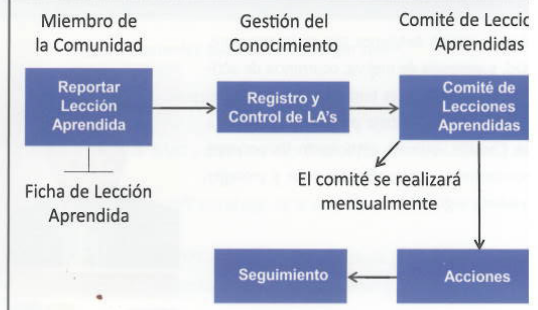 Miembro de
la Comunidad
Gestión del
Conocimiento
Comité de Lecc
Aprendidas
Reportar
Lección
Aprendida
Registro y
Control de LA's
Comité de
Lecciones
Aprendidas
Ficha de Lección
Aprendida
El comité se realizará
mensualmente
Seguimiento
Acciones